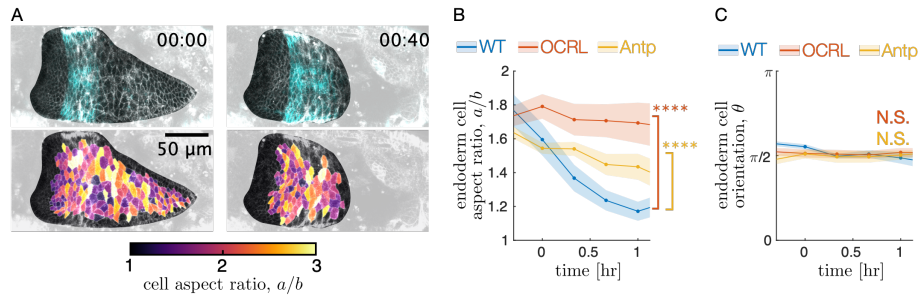 A
00:00
00:40
50 μm
1 2 3
cell aspect ratio, a/b
B
WT OCRL Antp
endoderm cell
aspect ratio, a/b
2
1.8
1.6
1.4
1.2
1
****
****
0 0.5 1
time [hr]
C
WT OCRL Antp
endoderm cell
orientation, θ
π
π/2
0
N.S.
N.S.
0 0.5 1
time [hr]